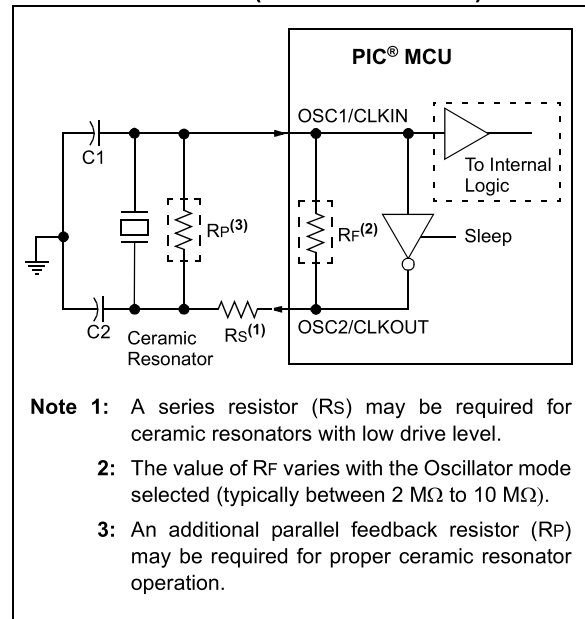 PIC® MCU
OSC1/CLKIN
C1
To Internal
Logic
RP(3)
RF(2)
Sleep
C2
Ceramic
Resonator
RS(1)
OSC2/CLKOUT
Note 1: A series resistor (RS) may be required for
ceramic resonators with low drive level.
2: The value of RF varies with the Oscillator mode
selected (typically between 2 MΩ to 10 MΩ).
3: An additional parallel feedback resistor (RP)
may be required for proper ceramic resonator
operation.